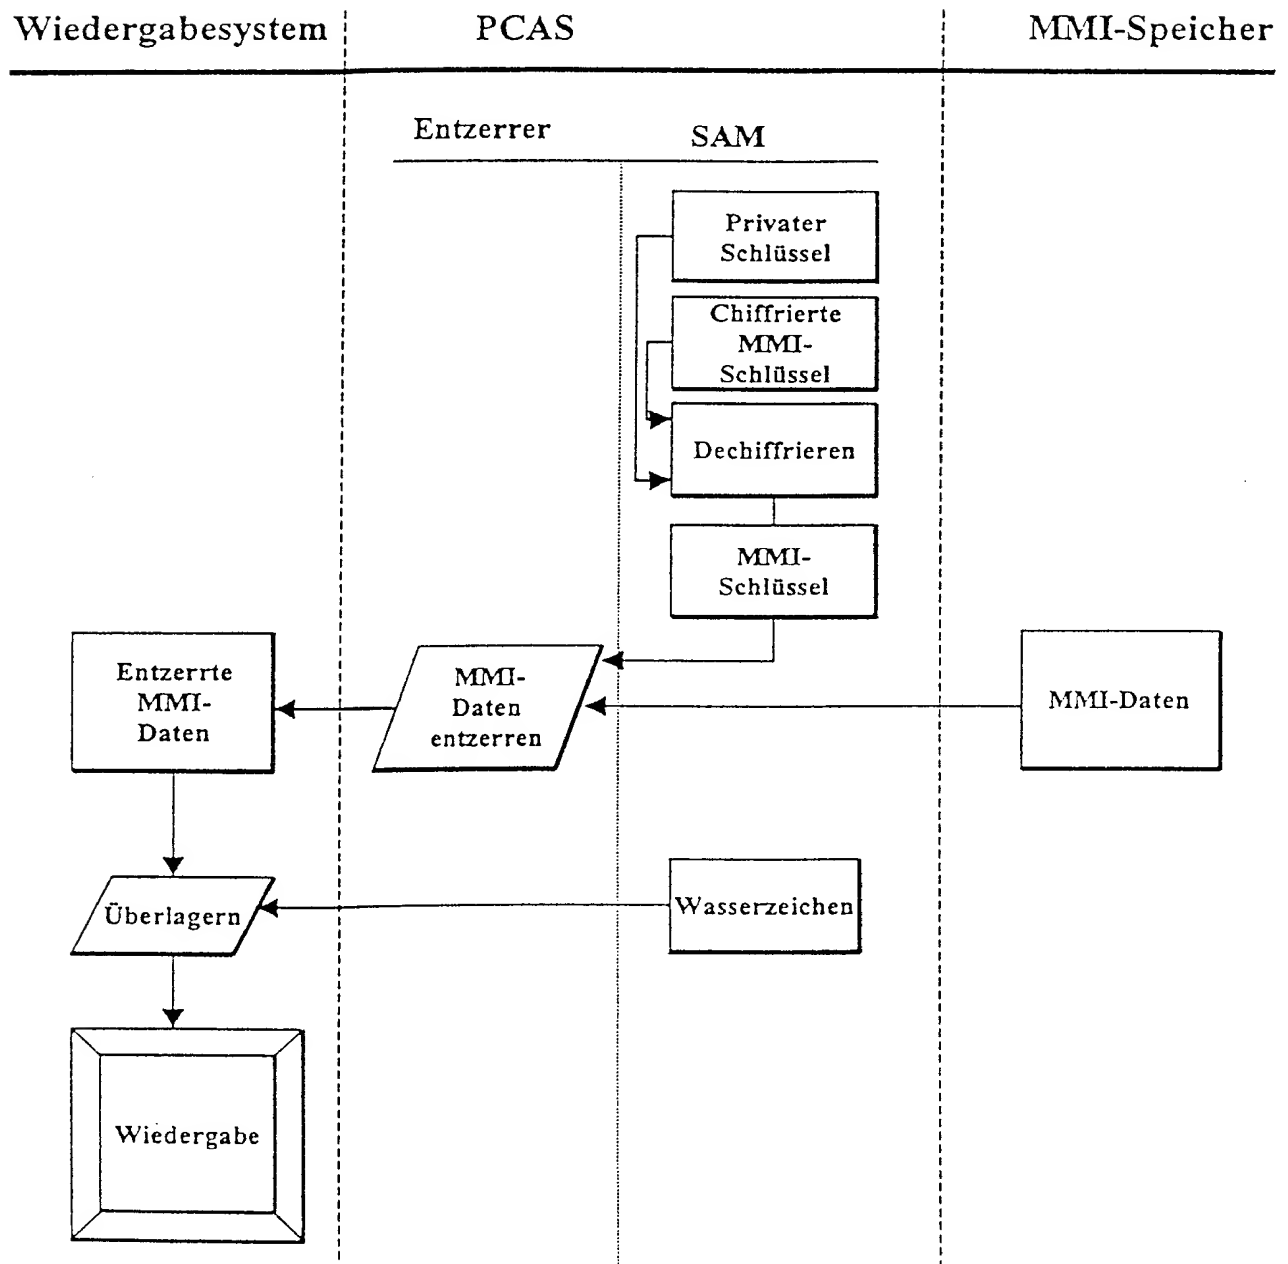 Wiedergabesystem
PCAS
MMI-Speicher
Entzerrer
SAM
Privater
Schlüssel
Chiffrierte
MMI-
Schlüssel
Dechiffrieren
MMI-
Schlüssel
Entzerrte
MMI-
Daten
MMI-
Daten
entzerren
MMI-Daten
Überlagern
Wasserzeichen
Wiedergabe